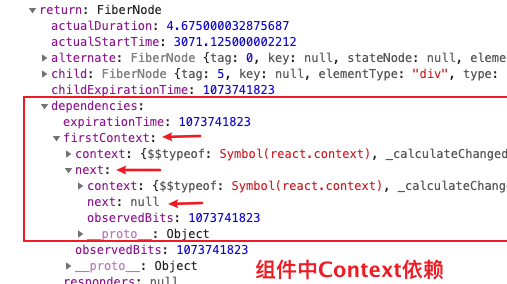 ▼return: FiberNode
actualDuration: 4.675000032875687
actualStartTime: 3071.125000002212
▶alternate: FiberNode {tag: 0, key: null, stateNode: null, eleme
▶child: FiberNode {tag: 5, key: null, elementType: "div", type:
childExpirationTime: 1073741823
▼dependencies:
expirationTime: 1073741823
▼firstContext:
▶context: {$$typeof: Symbol(react.context), _calculateChanged
▼next:
▶context: {$$typeof: Symbol(react.context), _calculateChange
next: null
observedBits: 1073741823
▶__proto__: Object
observedBits: 1073741823
▶__proto__: Object
组件中Context依赖
responders: null